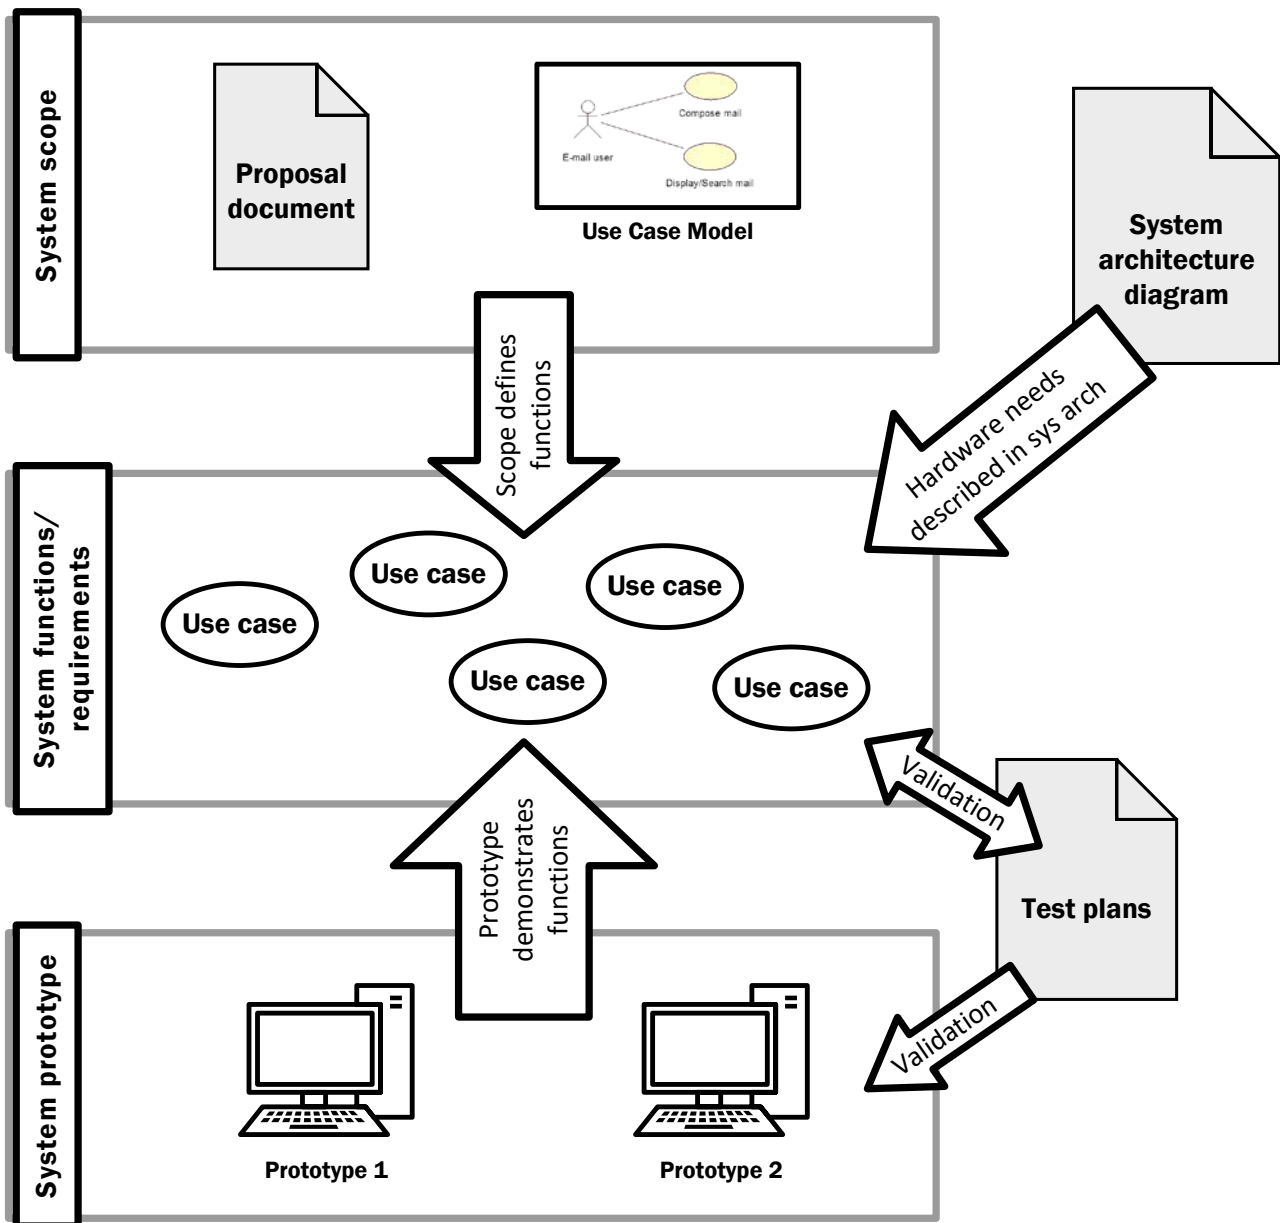 System scope
Proposal
document
E-mail user
Compose mail
Display/Search mail
Use Case Model
System
architecture
diagram
Scope defines
functions
Hardware needs
described in sys arch
System functions/
requirements
Use case
Use case
Use case
Use case
Use case
Validation
Test plans
Prototype
demonstrates
functions
Validation
System prototype
Prototype 1
Prototype 2